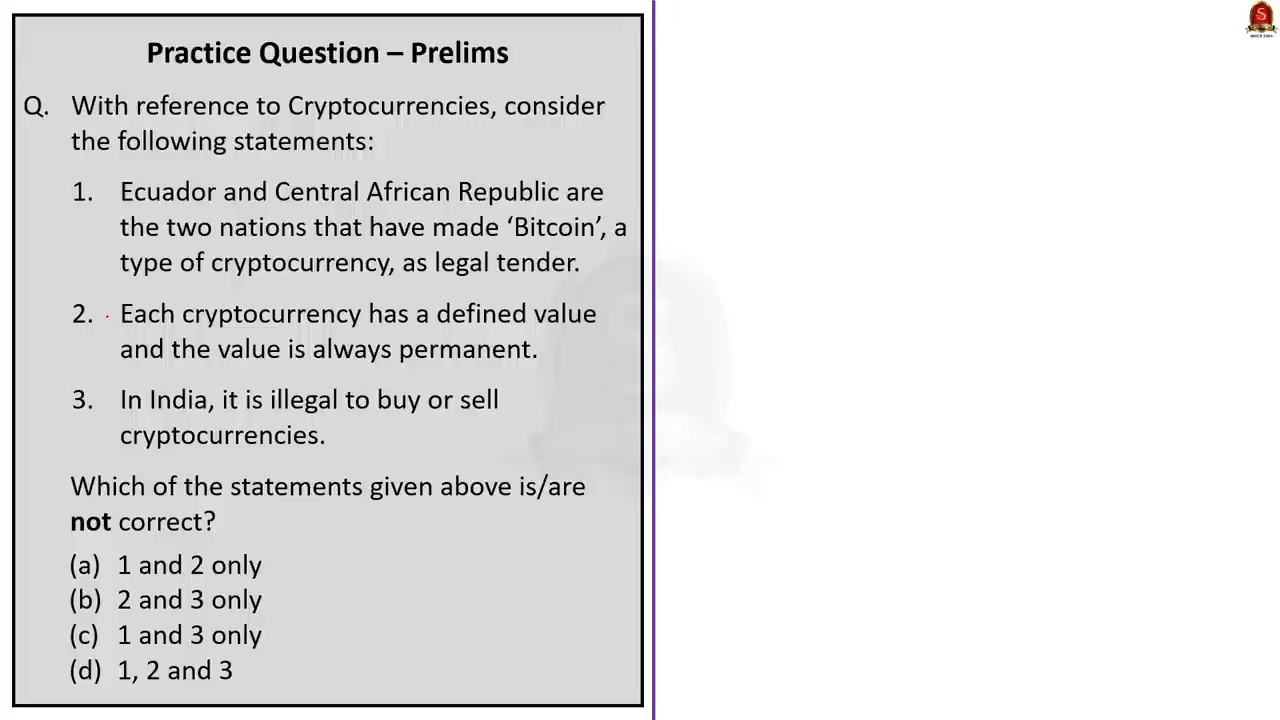 Practice Question – Prelims
Q. With reference to Cryptocurrencies, consider
the following statements:
1. Ecuador and Central African Republic are
the two nations that have made ‘Bitcoin’, a
type of cryptocurrency, as legal tender.
2. Each cryptocurrency has a defined value
and the value is always permanent.
3. In India, it is illegal to buy or sell
cryptocurrencies.
Which of the statements given above is/are
not correct?
(a) 1 and 2 only
(b) 2 and 3 only
(c) 1 and 3 only
(d) 1, 2 and 3
S